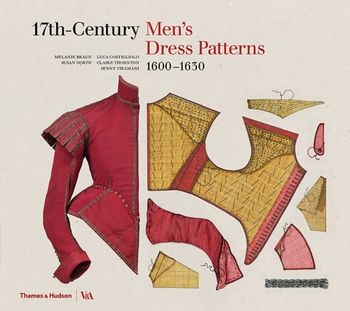 17th-Century Men's
Dress Patterns
1600–1630
MELANIE BRAUN · LUCA COSTIGLIOLO
SUSAN NORTH · CLAIRE THORNTON
JENNY TIRAMANI
Thames & Hudson V&A